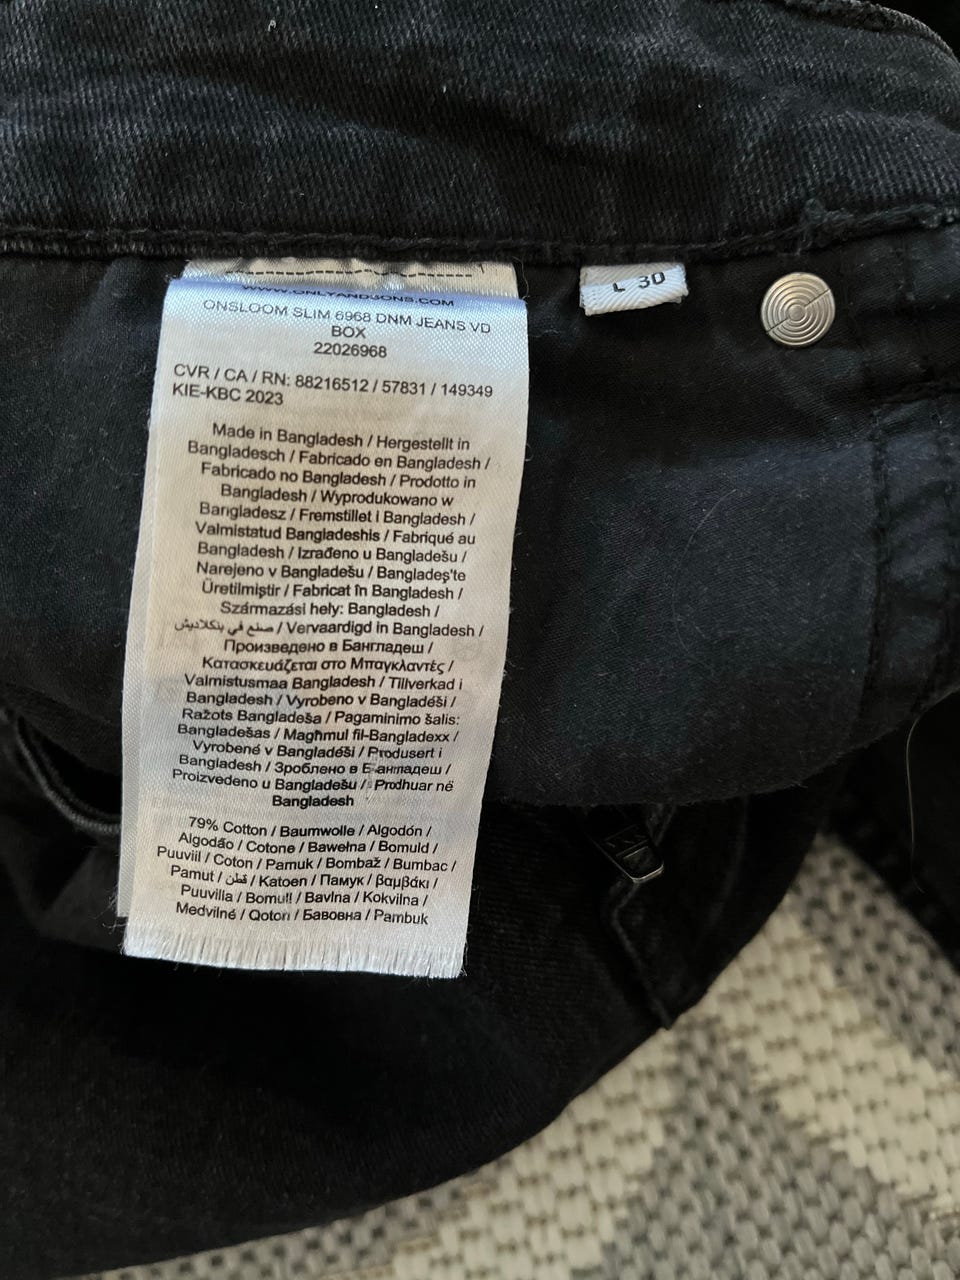 WWW.ONLYANDSONS.COM
ONSLOOM SLIM 6968 DNM JEANS VD
BOX
22026968
CVR / CA / RN: 88216512 / 57831 / 149349
KIE-KBC 2023
Made in Bangladesh / Hergestellt in
Bangladesch / Fabricado en Bangladesh /
Fabricado no Bangladesh / Prodotto in
Bangladesh / Wyprodukowano w
Bangladesz / Fremstillet i Bangladesh /
Valmistatud Bangladeshis / Fabriqué au
Bangladesh / Izrađeno u Bangladešu /
Narejeno v Bangladešu / Bangladeş'te
Üretilmiştir / Fabricat în Bangladesh /
Származási hely: Bangladesh /
صنع في بنكلاديش / Vervaardigd in Bangladesh /
Произведено в Бангладеш /
Κατασκευάζεται στο Μπαγκλαντές /
Valmistusmaa Bangladesh / Tillverkad i
Bangladesh / Vyrobeno v Bangladéši /
Ražots Bangladeša / Pagaminimo šalis:
Bangladešas / Magħmul fil-Bangladexx /
Vyrobené v Bangladéši / Produsert i
Bangladesh / Зроблено в Бангладеш /
Proizvedeno u Bangladešu / Prodhuar në
Bangladesh
79% Cotton / Baumwolle / Algodón /
Algodão / Cotone / Bawełna / Bomuld /
Puuvill / Coton / Pamuk / Bombaž / Bumbac /
Pamut / قطن / Katoen / Памук / βαμβάκι /
Puuvilla / Bomull / Bavlna / Kokvilna /
Medvilnė / Qoton / Бавовна / Pambuk
L 30